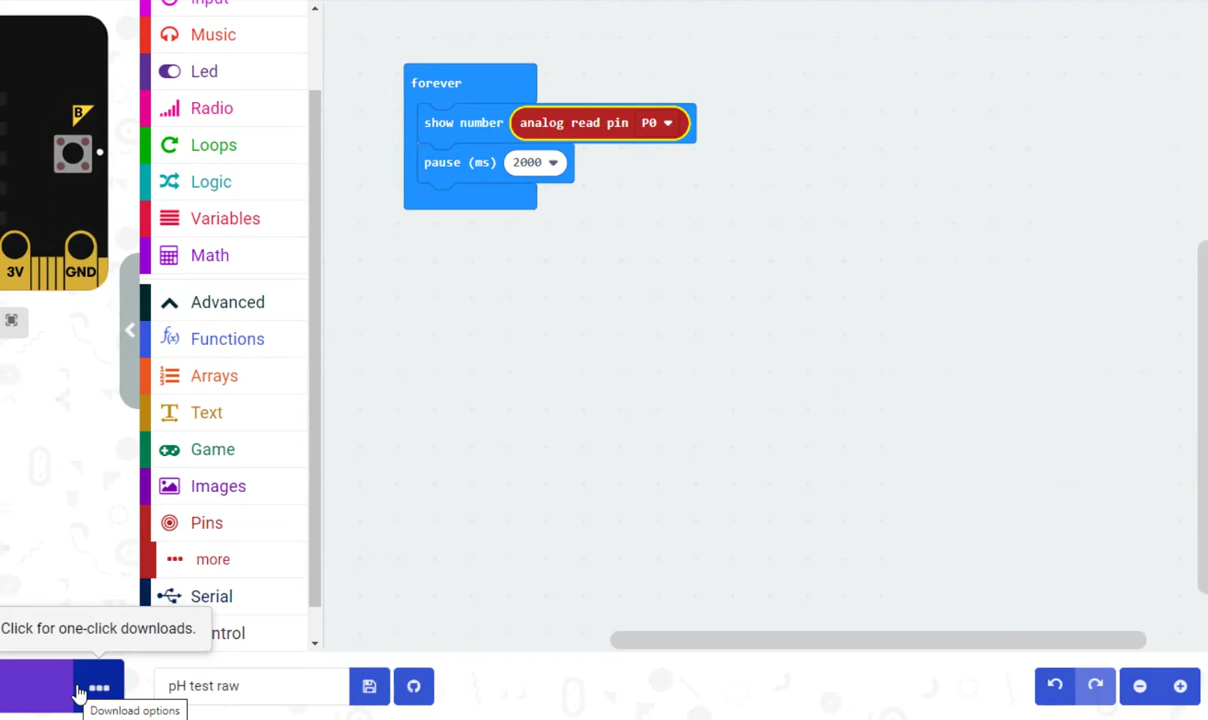 Input
Music
Led
Radio
Loops
Logic
Variables
Math
Advanced
Functions
Arrays
Text
Game
Images
Pins
more
Serial
ntrol
forever
show number analog read pin P0
pause (ms) 2000
B
3V GND
Click for one-click downloads.
pH test raw
Download options